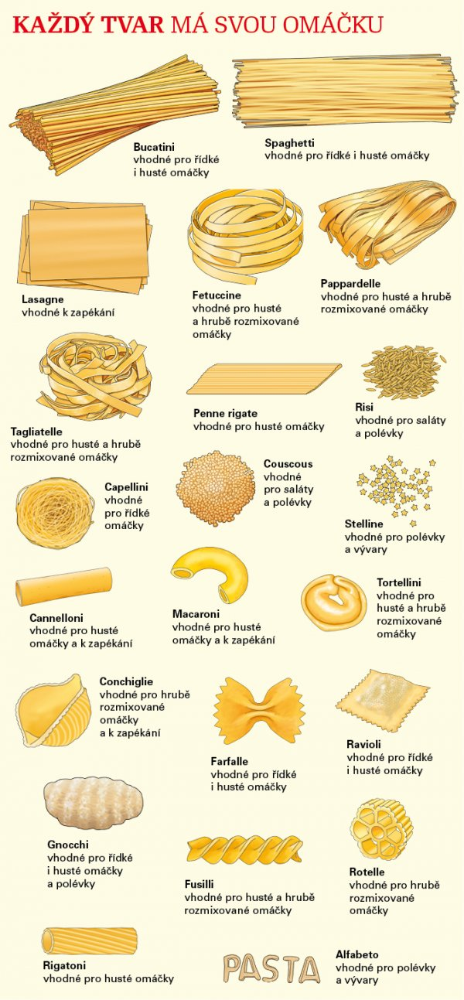 KAŽDÝ TVAR MÁ SVOU OMÁČKU
Bucatini
vhodné pro řídké
i husté omáčky
Spaghetti
vhodné pro řídké i husté omáčky
Lasagne
vhodné k zapékání
Fetuccine
vhodné pro husté
a hrubě rozmixované
omáčky
Pappardelle
vhodné pro husté a hrubě
rozmixované omáčky
Tagliatelle
vhodné pro husté a hrubě
rozmixované omáčky
Penne rigate
vhodné pro husté omáčky
Risi
vhodné pro saláty
a polévky
Capellini
vhodné
pro řídké
omáčky
Couscous
vhodné
pro saláty
a polévky
Stelline
vhodné pro polévky
a vývary
Cannelloni
vhodné pro husté
omáčky a k zapékání
Macaroni
vhodné pro husté
omáčky a k zapékání
Tortellini
vhodné pro
husté a hrubě
rozmixované
omáčky
Conchiglie
vhodné pro hrubě
rozmixované
omáčky
a k zapékání
Farfalle
vhodné pro řídké
i husté omáčky
Ravioli
vhodné pro řídké
i husté omáčky
Gnocchi
vhodné pro řídké
i husté omáčky
a polévky
Fusilli
vhodné pro husté a hrubě
rozmixované omáčky
Rotelle
vhodné pro hrubě
rozmixované
omáčky
Rigatoni
vhodné pro husté omáčky
PASTA
Alfabeto
vhodné pro polévky
a vývary